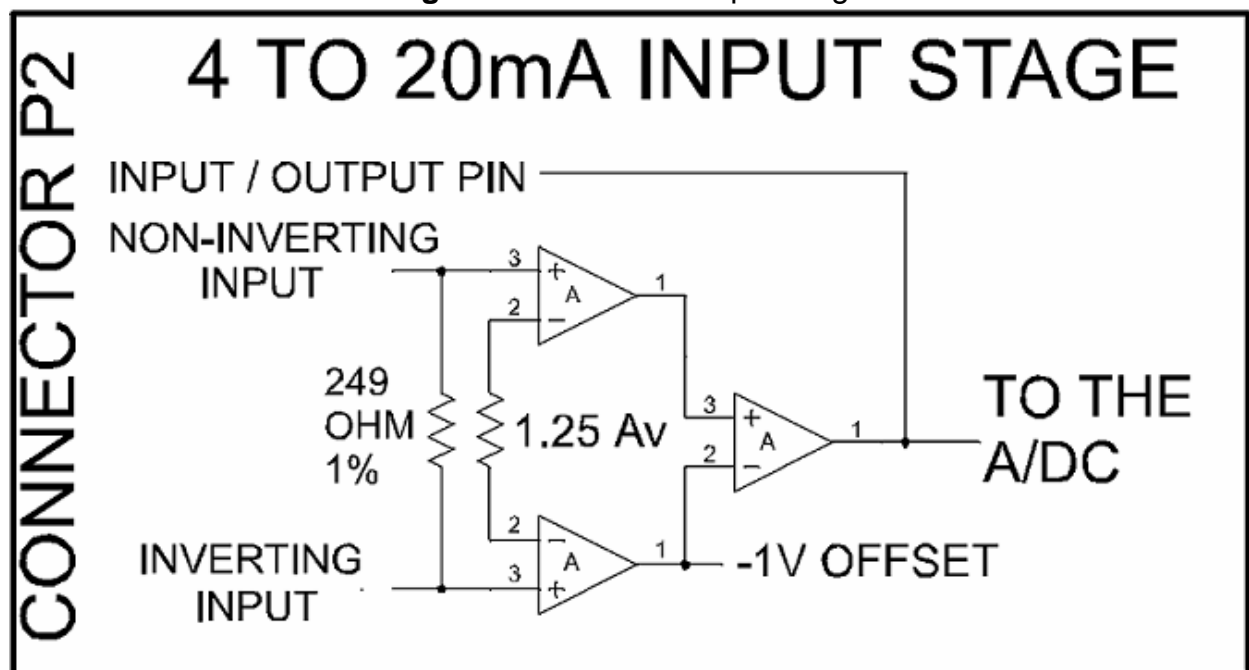 4 TO 20mA INPUT STAGE
CONNECTOR P2
INPUT / OUTPUT PIN
NON-INVERTING
INPUT
3
+
A
1
2
-
249
OHM
1%
1.25 Av
3
+
A
1
2
-
TO THE
A/DC
2
-
A
1
3
+
-1V OFFSET
INVERTING
INPUT